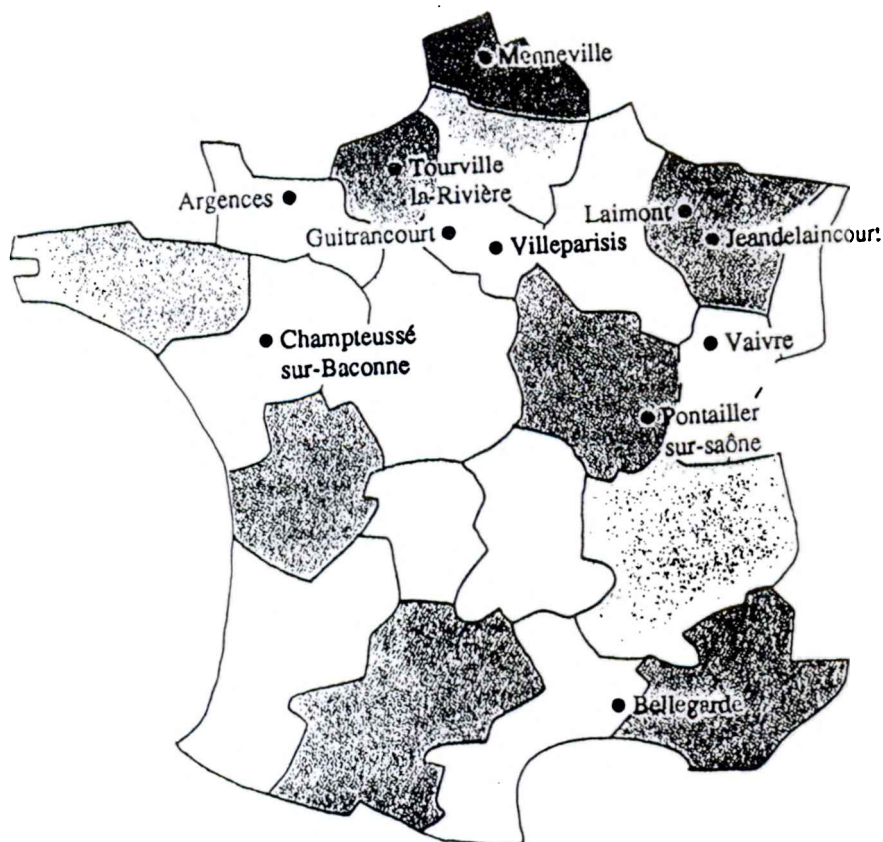 Menneville
Tourville
la-Rivière
Argences
Guitrancourt
Villeparisis
Laimont
Jeandelaincourt
Champteussé
sur-Baconne
Vaivre
Pontailler
sur-saône
Bellegarde